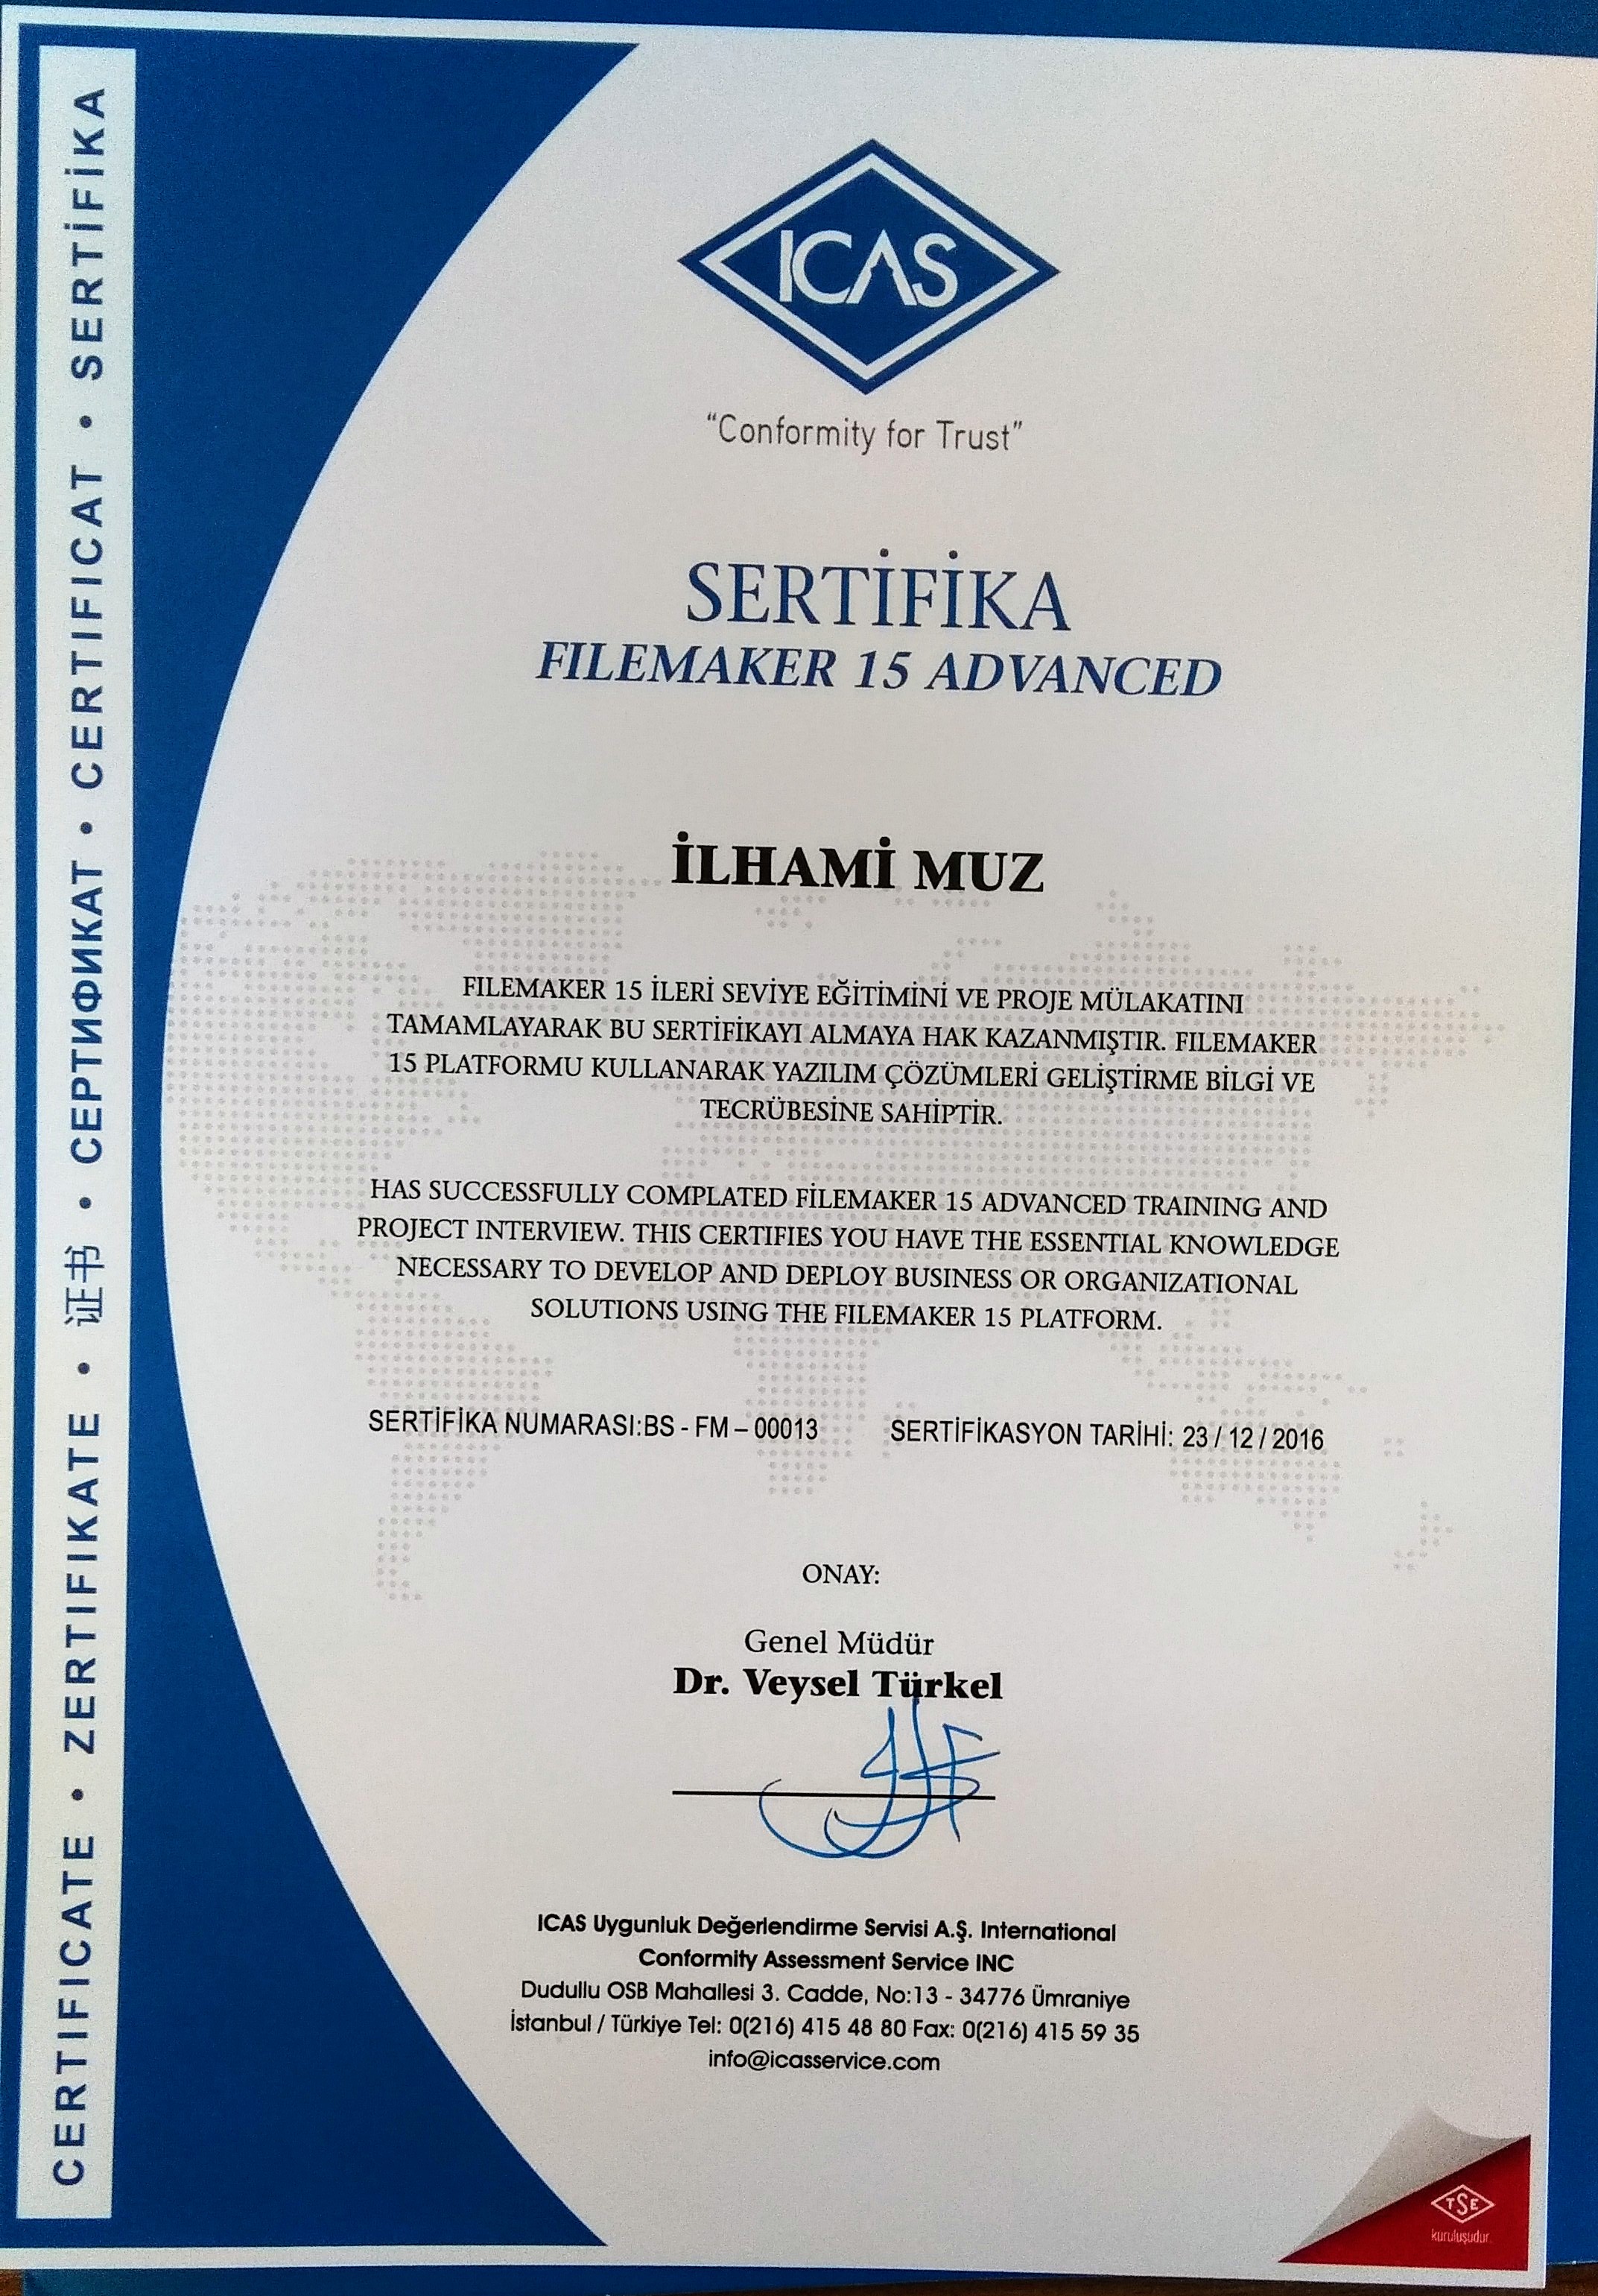 CERTIFICATE • ZERTIFIKATE • 证书 • СЕРТИФИКАТ • CERTIFICAT • SERTİFİKA
ICAS
“Conformity for Trust”
SERTİFİKA
FILEMAKER 15 ADVANCED
İLHAMİ MUZ
FILEMAKER 15 İLERİ SEVİYE EĞİTİMİNİ VE PROJE MÜLAKATINI
TAMAMLAYARAK BU SERTİFİKAYI ALMAYA HAK KAZANMIŞTIR. FILEMAKER
15 PLATFORMU KULLANARAK YAZILIM ÇÖZÜMLERİ GELİŞTİRME BİLGİ VE
TECRÜBESİNE SAHİPTİR.
HAS SUCCESSFULLY COMPLATED FİLEMAKER 15 ADVANCED TRAINING AND
PROJECT INTERVIEW. THIS CERTIFIES YOU HAVE THE ESSENTIAL KNOWLEDGE
NECESSARY TO DEVELOP AND DEPLOY BUSINESS OR ORGANIZATIONAL
SOLUTIONS USING THE FILEMAKER 15 PLATFORM.
SERTİFİKA NUMARASI:BS - FM – 00013 SERTİFİKASYON TARİHİ: 23 / 12 / 2016
ONAY:
Genel Müdür
Dr. Veysel Türkel
ICAS Uygunluk Değerlendirme Servisi A.Ş. International
Conformity Assessment Service INC
Dudullu OSB Mahallesi 3. Cadde, No:13 - 34776 Ümraniye
İstanbul / Türkiye Tel: 0(216) 415 48 80 Fax: 0(216) 415 59 35
info@icasservice.com
TSE
kuruluşudur.